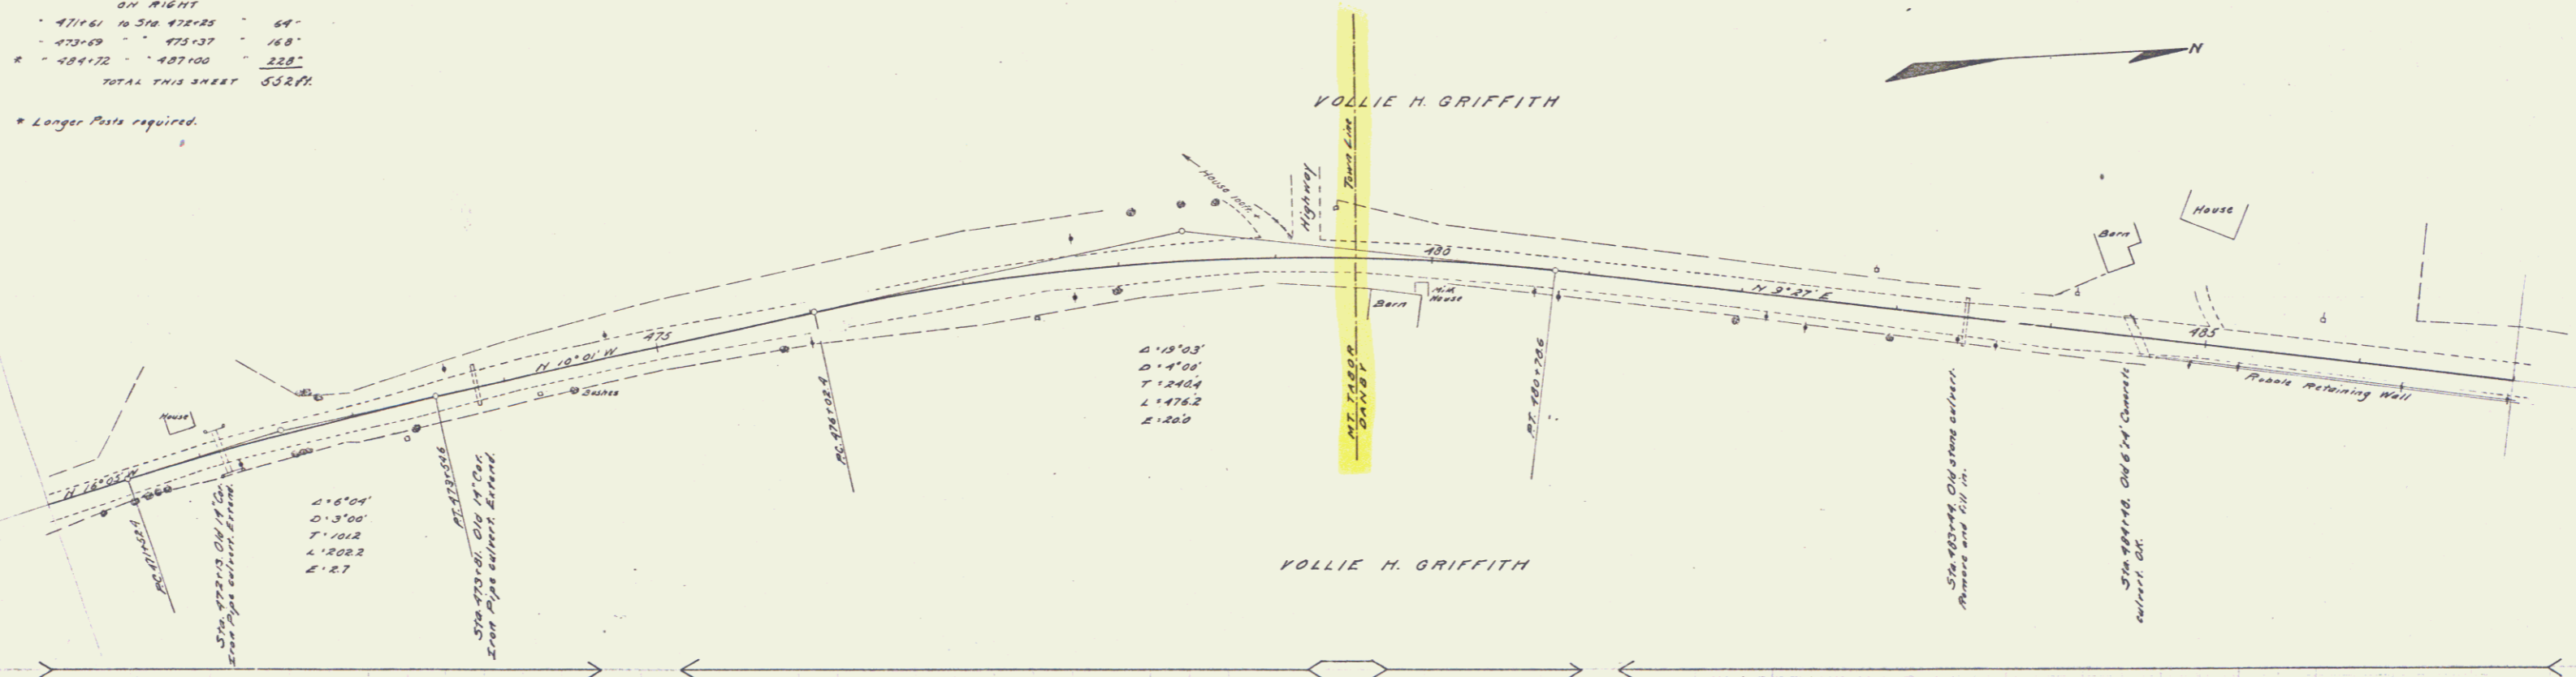 ON RIGHT
" 471+61 to Sta. 472+25 " 64"
" 473+69 " " 475+37 " 168"
* " 484+72 " " 487+00 " 228"
TOTAL THIS SHEET 552 ft.
* Longer Posts required.
N
VOLLIE H. GRIFFITH
Town Line
Highway
House 100ft. ±
House
Barn
480
N 9°27' E
Milk
House
Barn
485
Rubble Retaining Wall
475
N 10°01' W
Bushes
House
N 16°05' W
MT. TABOR
DANBY
Δ = 19°03'
D = 4°00'
T = 240.4
L = 476.2
E = 20.0
P.C. 476+02.4
P.T. 480+78.6
P.T. 473+54.6
P.C. 471+52.4
Δ = 6°04'
D = 3°00'
T = 101.2
L = 202.2
E = 2.7
Sta. 472+13. Old 14" Cor.
Iron Pipe culvert. Extend.
Sta. 473+81. Old 14" Cor.
Iron Pipe culvert. Extend.
Sta. 483+44. Old stone culvert.
Remove and fill in.
Sta. 484+48. Old 6'x4' Concrete
culvert. O.K.
VOLLIE H. GRIFFITH